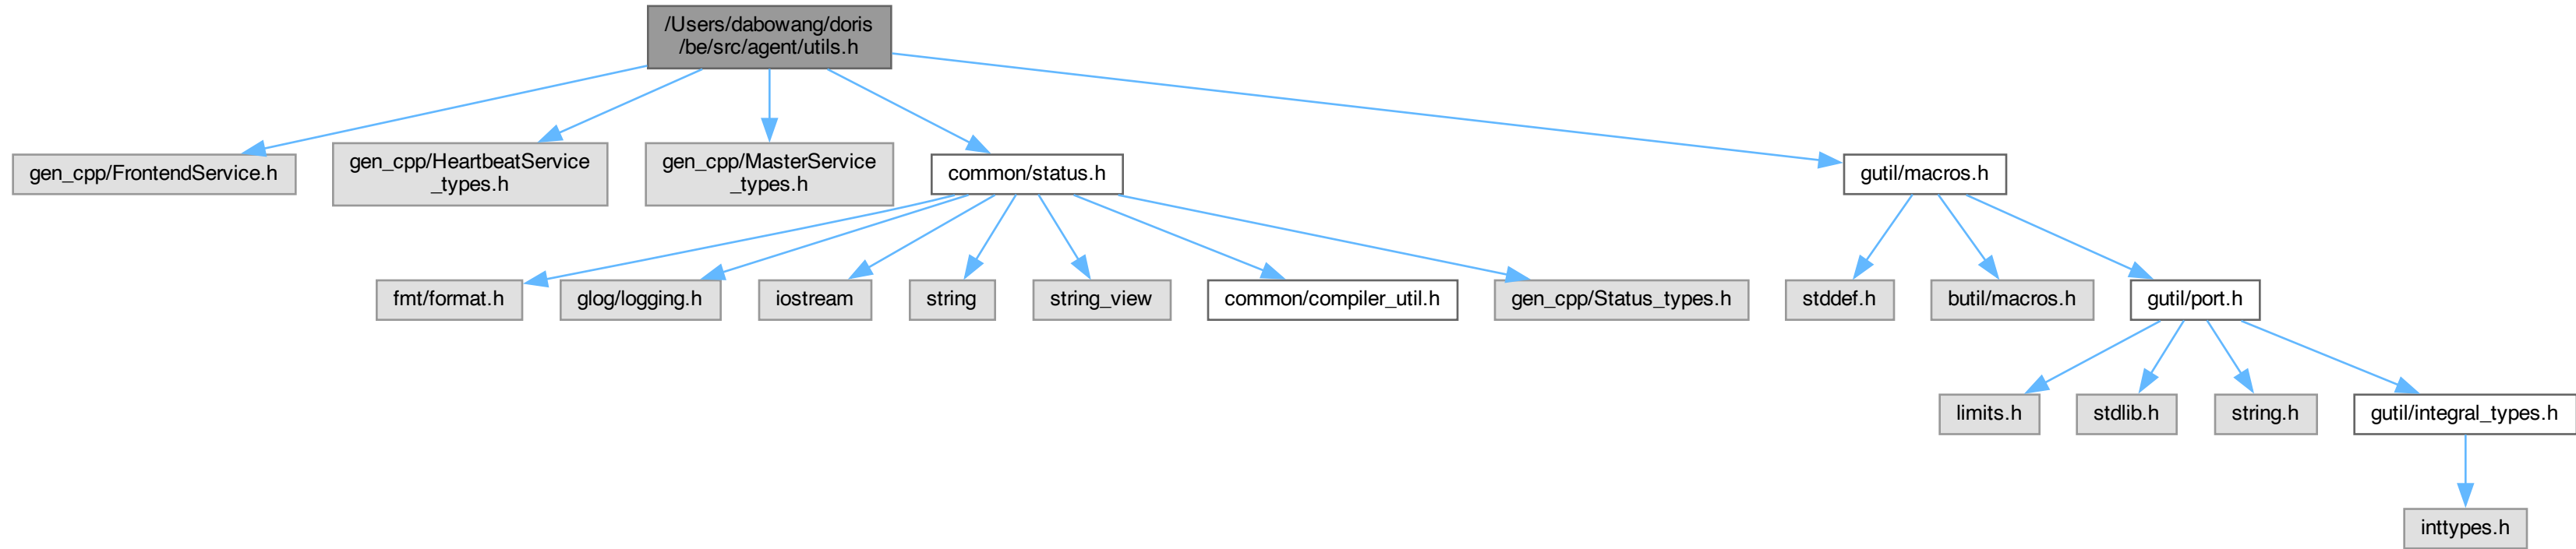 /Users/dabowang/doris
/be/src/agent/utils.h
gen_cpp/FrontendService.h
gen_cpp/HeartbeatService
_types.h
gen_cpp/MasterService
_types.h
common/status.h
gutil/macros.h
fmt/format.h
glog/logging.h
iostream
string
string_view
common/compiler_util.h
gen_cpp/Status_types.h
stddef.h
butil/macros.h
gutil/port.h
limits.h
stdlib.h
string.h
gutil/integral_types.h
inttypes.h